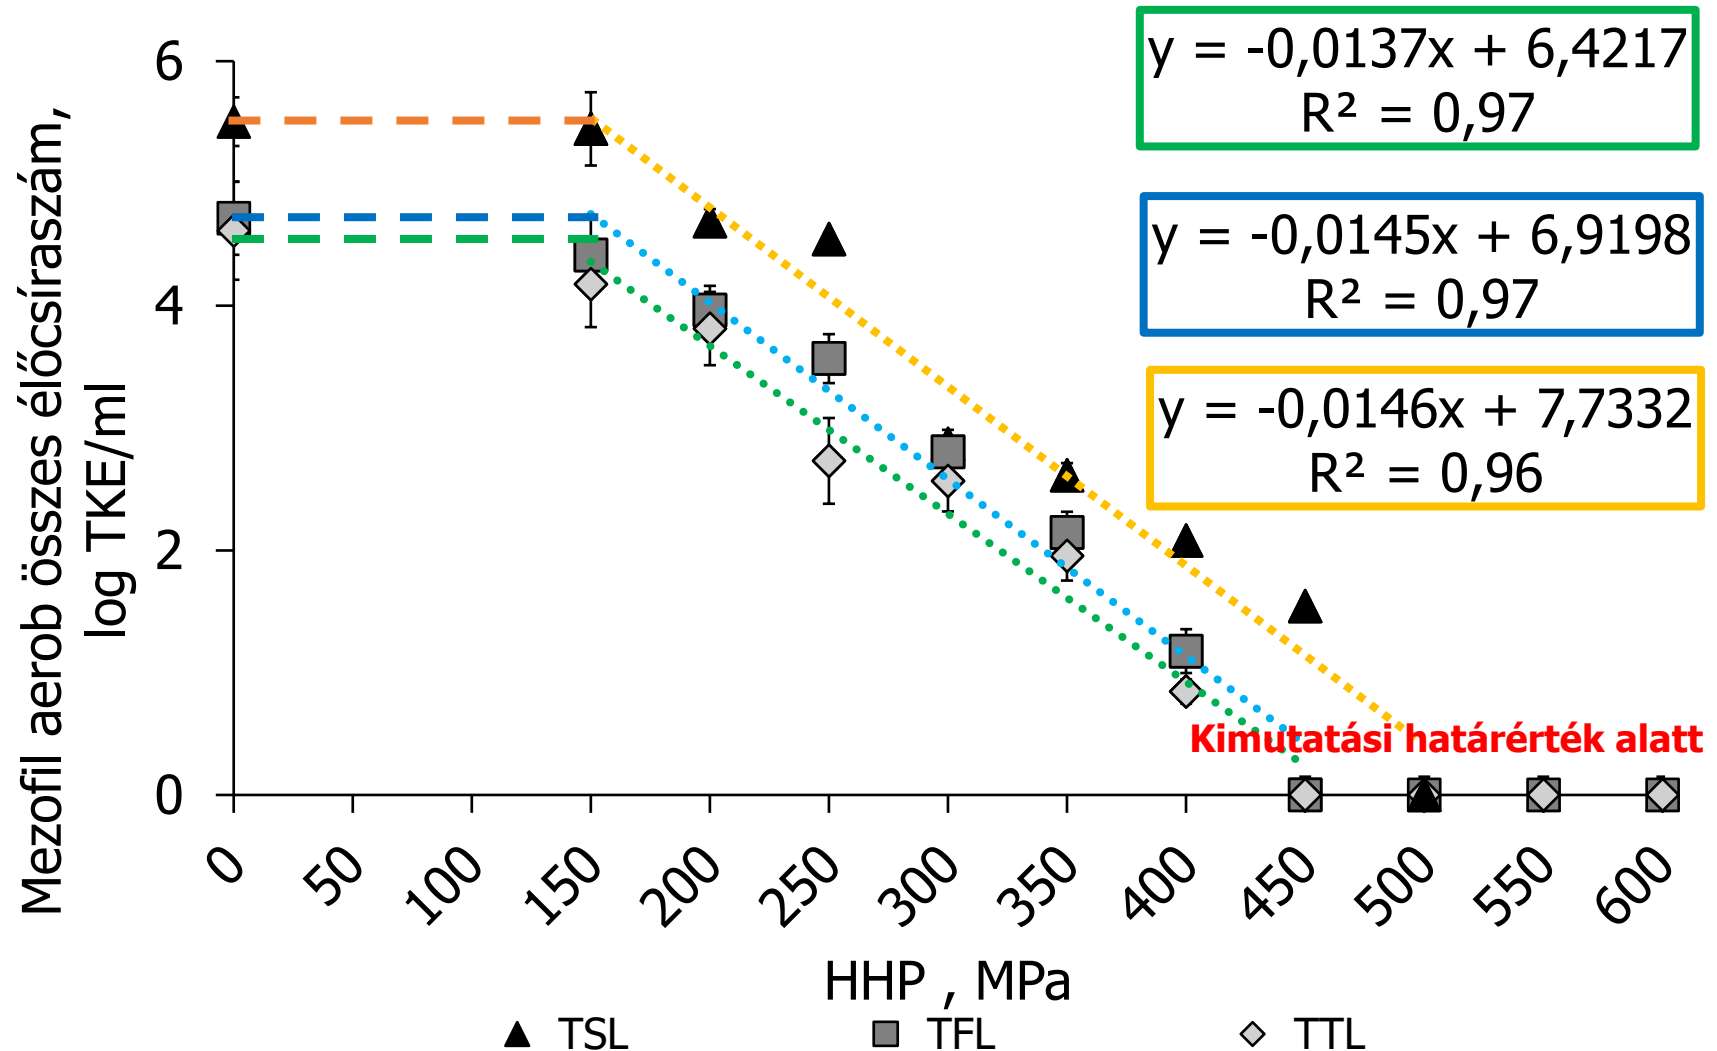 y = -0,0137x + 6,4217
R² = 0,97
y = -0,0145x + 6,9198
R² = 0,97
y = -0,0146x + 7,7332
R² = 0,96
Mezofil aerob összes élőcsíraszám,
log TKE/ml
6
4
2
0
Kimutatási határérték alatt
0
50
100
150
200
250
300
350
400
450
500
550
600
HHP , MPa
TSL
TFL
TTL